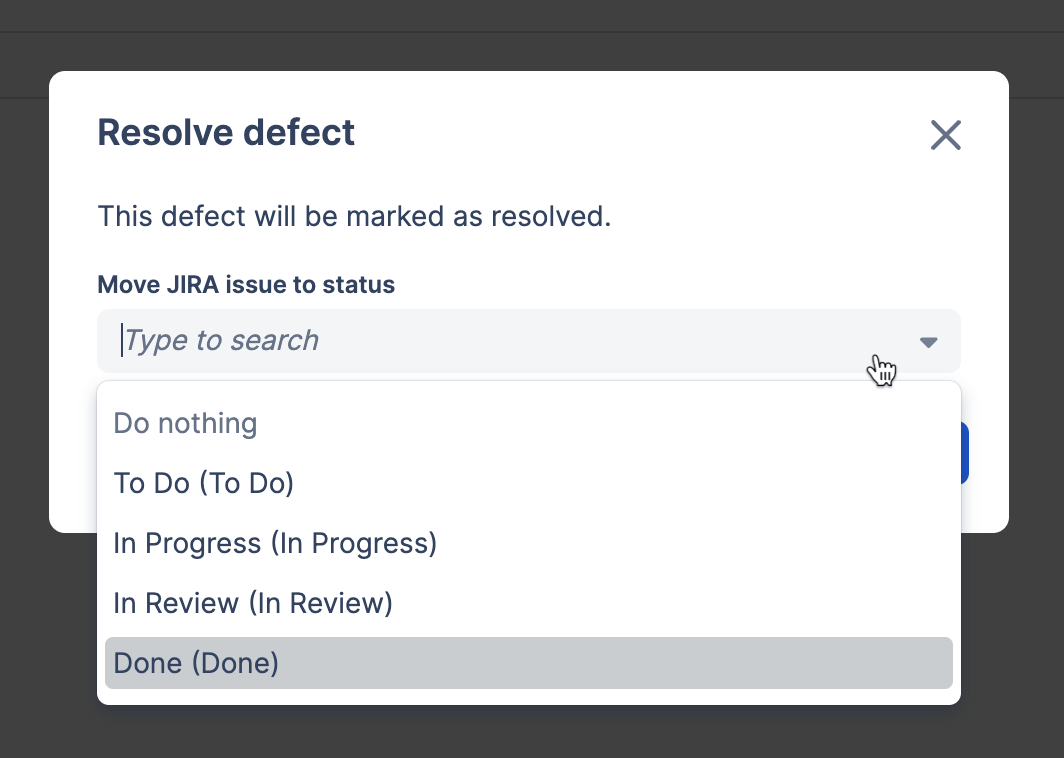 Resolve defect
This defect will be marked as resolved.
Move JIRA issue to status
Type to search
Do nothing
To Do (To Do)
In Progress (In Progress)
In Review (In Review)
Done (Done)